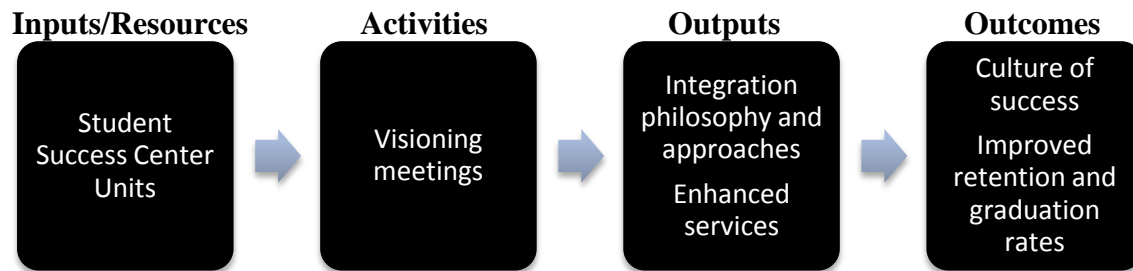 Inputs/Resources
Student
Success Center
Units
Activities
Visioning
meetings
Outputs
Integration
philosophy and
approaches
Enhanced
services
Outcomes
Culture of
success
Improved
retention and
graduation
rates